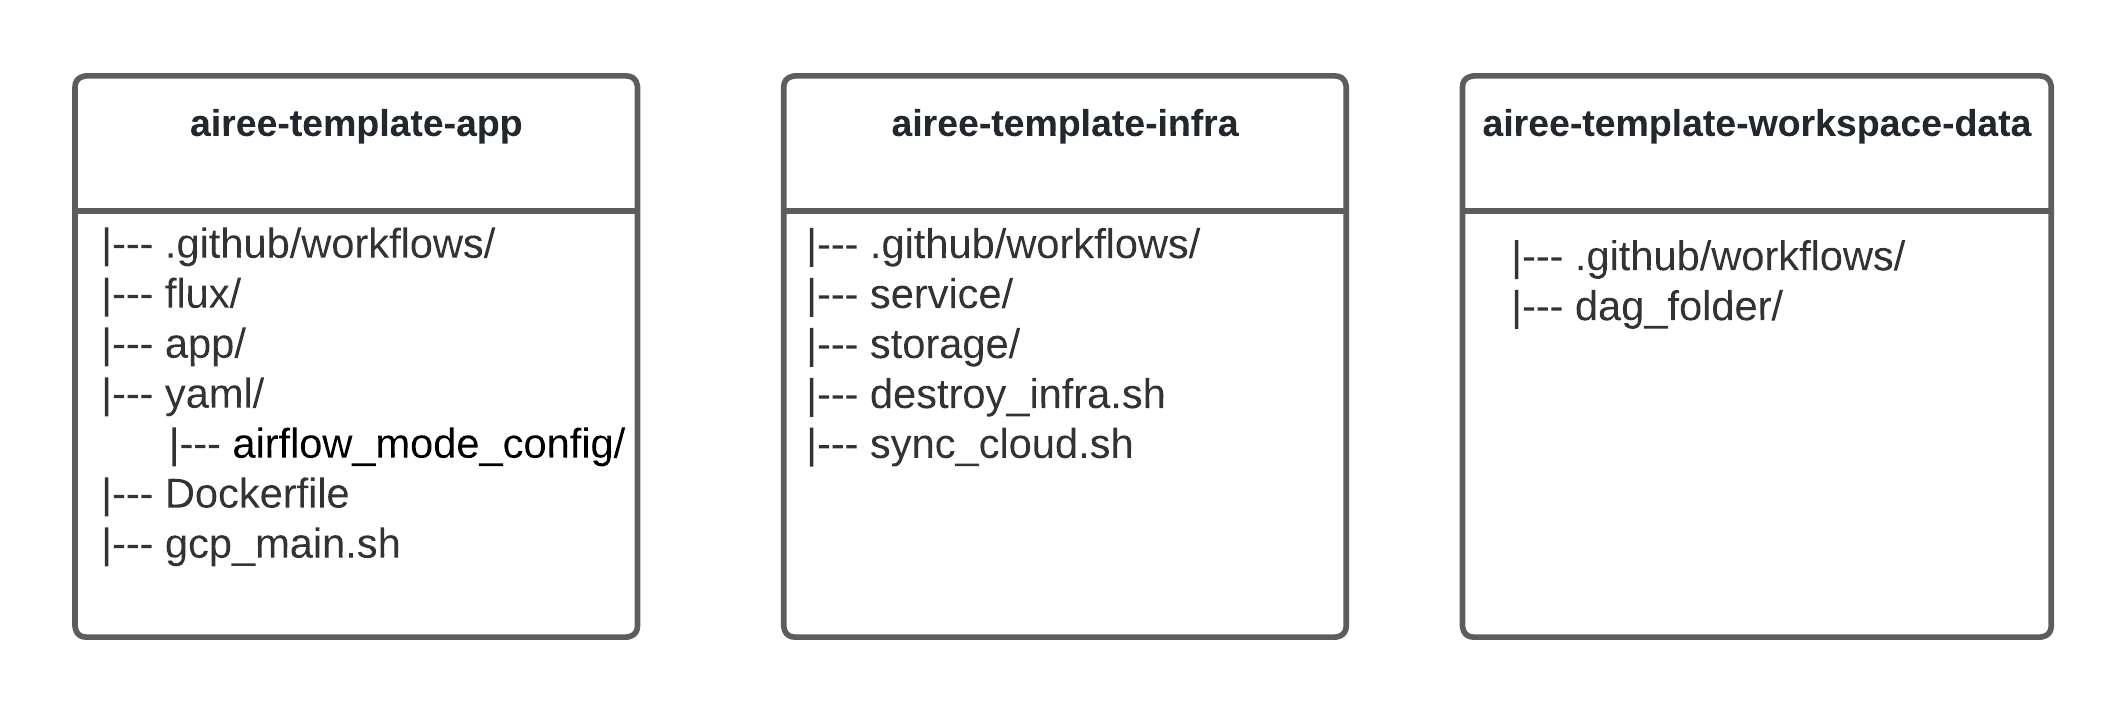 airee-template-app
|--- .github/workflows/
|--- flux/
|--- app/
|--- yaml/
|--- airflow_mode_config/
|--- Dockerfile
|--- gcp_main.sh
airee-template-infra
|--- .github/workflows/
|--- service/
|--- storage/
|--- destroy_infra.sh
|--- sync_cloud.sh
airee-template-workspace-data
|--- .github/workflows/
|--- dag_folder/